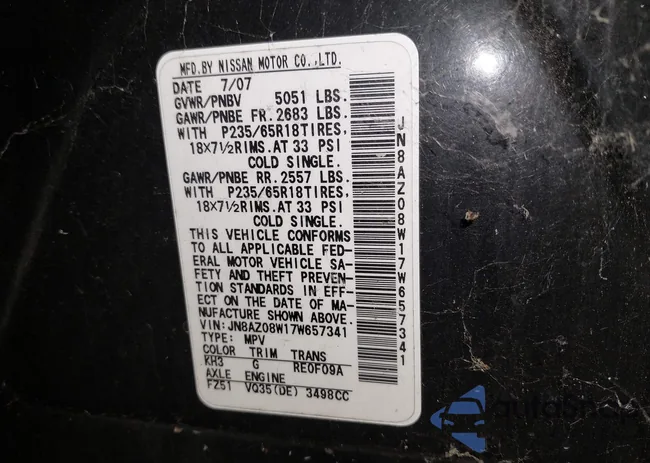 MFD.BY NISSAN MOTOR CO.,LTD.
DATE 7/07
GVWR/PNBV 5051 LBS.
GAWR/PNBE FR. 2683 LBS.
WITH P235/65R18TIRES,
18X7½RIMS.AT 33 PSI
COLD SINGLE.
GAWR/PNBE RR. 2557 LBS.
WITH P235/65R18TIRES,
18X7½RIMS.AT 33 PSI
COLD SINGLE.
THIS VEHICLE CONFORMS
TO ALL APPLICABLE FED-
ERAL MOTOR VEHICLE SA-
FETY AND THEFT PREVEN-
TION STANDARDS IN EFF-
ECT ON THE DATE OF MA-
NUFACTURE SHOWN ABOVE.
VIN:JN8AZ08W17W657341
TYPE: MPV
COLOR TRIM TRANS
KH3 G RE0F09A
AXLE ENGINE
FZ51 VQ35(DE) 3498CC
JN8AZ08W17W657341
autoShop